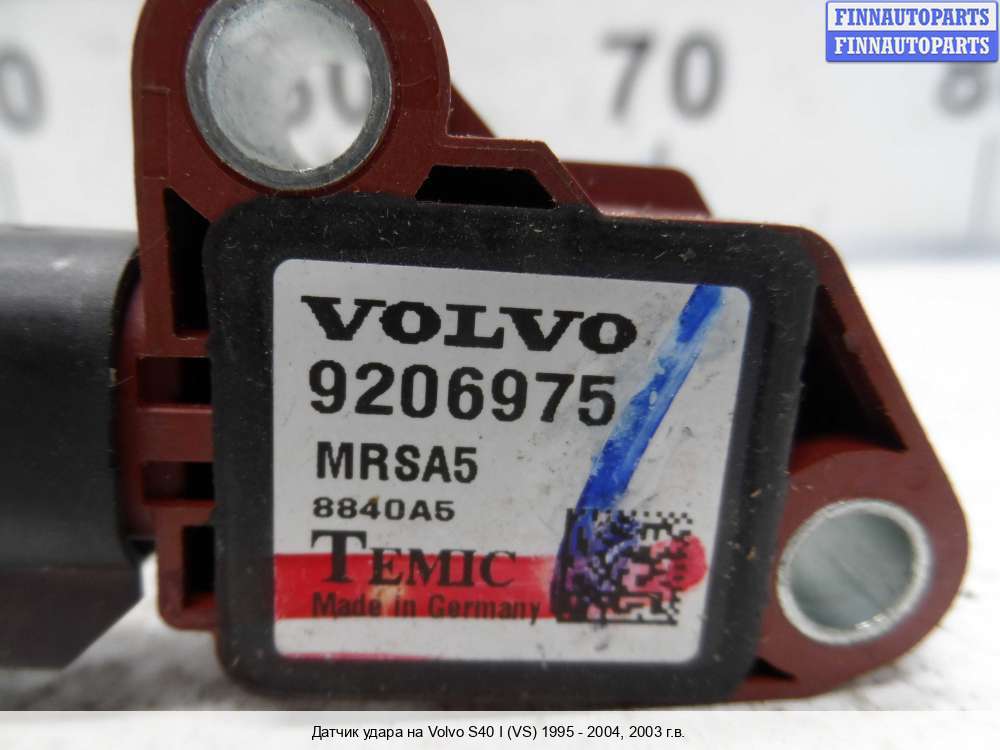 FINNAUTOPARTS
FINNAUTOPARTS
70
VOLVO
9206975
MRSA5
8840A5
TEMIC
Made in Germany
Датчик удара на Volvo S40 I (VS) 1995 - 2004, 2003 г.в.